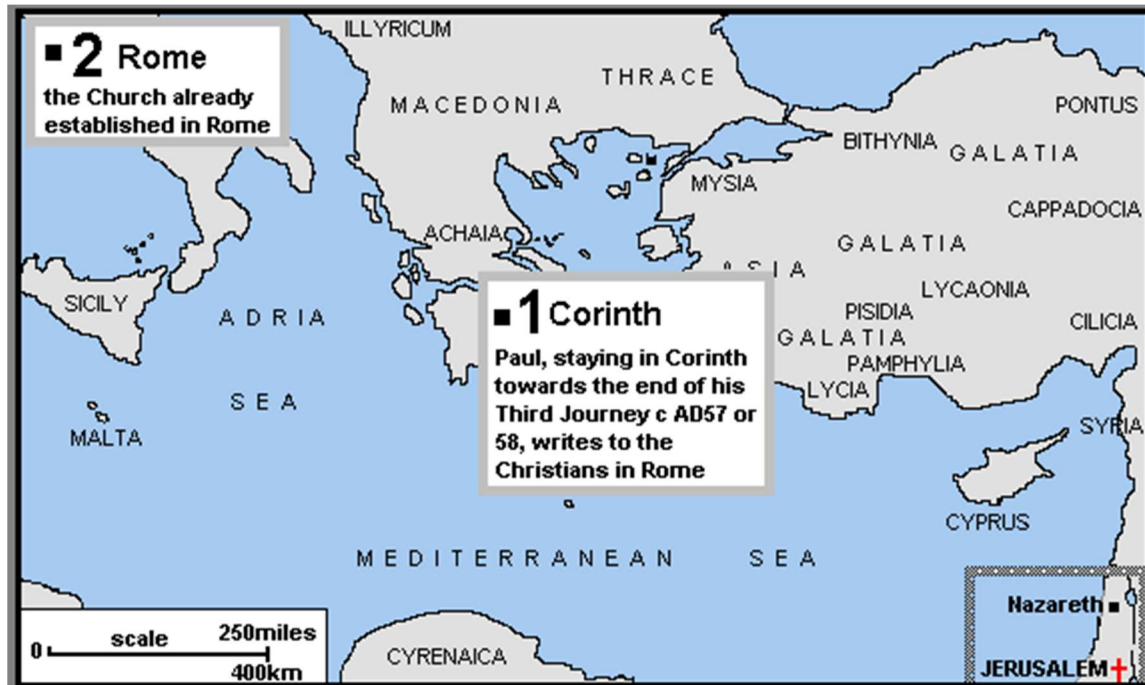 ILLYRICUM
■ 2 Rome
the Church already
established in Rome
THRACE
MACEDONIA
PONTUS
BITHYNIA
GALATIA
MYSIA
CAPPADOCIA
ACHAIA
GALATIA
ASIA
SICILY
ADRIA
SEA
■ 1 Corinth
Paul, staying in Corinth
towards the end of his
Third Journey c AD57 or
58, writes to the
Christians in Rome
LYCAONIA
PISIDIA
CILICIA
GALATIA
PAMPHYLIA
LYCIA
MALTA
SYRIA
CYPRUS
MEDITERRANEAN SEA
Nazareth
JERUSALEM
scale
250miles
0
400km
CYRENAICA